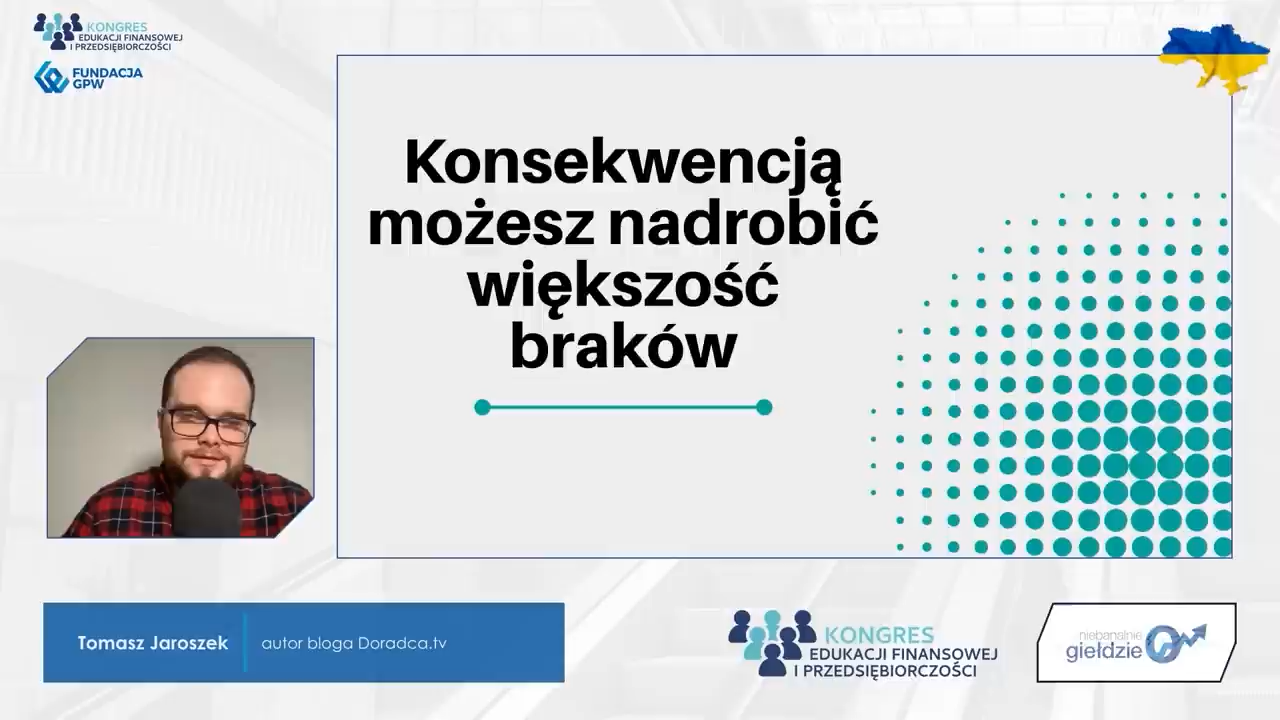 KONGRES
EDUKACJI FINANSOWEJ
I PRZEDSIĘBIORCZOŚCI
FUNDACJA
GPW
Konsekwencją
możesz nadrobić
większość
braków
Tomasz Jaroszek
autor bloga Doradca.tv
KONGRES
EDUKACJI FINANSOWEJ
I PRZEDSIĘBIORCZOŚCI
niebanalnie
giełdzie